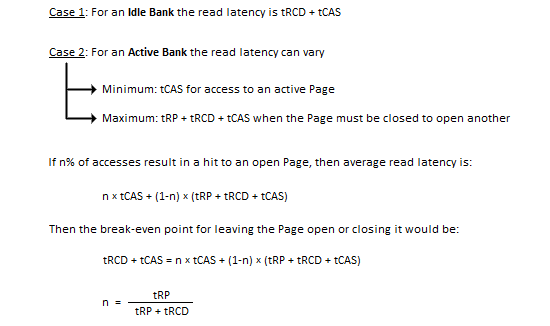 Case 1: For an Idle Bank the read latency is tRCD + tCAS
Case 2: For an Active Bank the read latency can vary
Minimum: tCAS for access to an active Page
Maximum: tRP + tRCD + tCAS when the Page must be closed to open another
If n% of accesses result in a hit to an open Page, then average read latency is:
n x tCAS + (1-n) x (tRP + tRCD + tCAS)
Then the break-even point for leaving the Page open or closing it would be:
tRCD + tCAS = n x tCAS + (1-n) x (tRP + tRCD + tCAS)
tRP
n =
tRP + tRCD